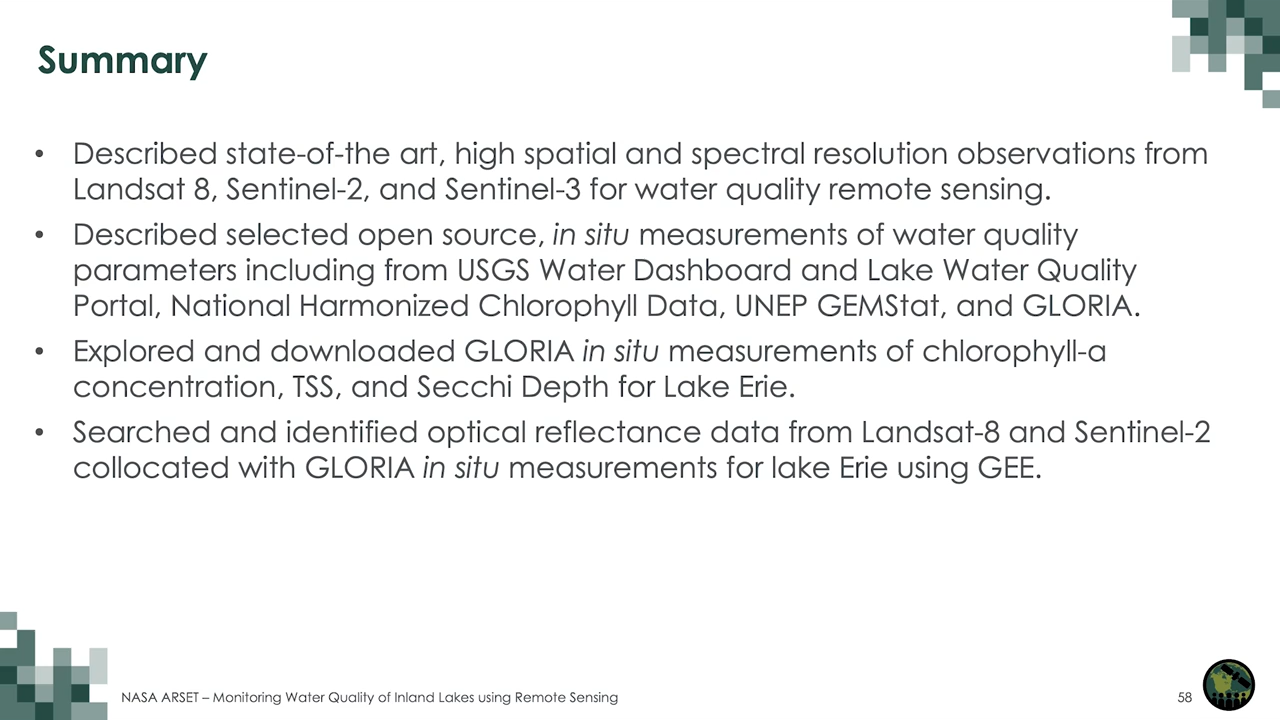 Summary
• Described state-of-the art, high spatial and spectral resolution observations from
Landsat 8, Sentinel-2, and Sentinel-3 for water quality remote sensing.
• Described selected open source, in situ measurements of water quality
parameters including from USGS Water Dashboard and Lake Water Quality
Portal, National Harmonized Chlorophyll Data, UNEP GEMStat, and GLORIA.
• Explored and downloaded GLORIA in situ measurements of chlorophyll-a
concentration, TSS, and Secchi Depth for Lake Erie.
• Searched and identified optical reflectance data from Landsat-8 and Sentinel-2
collocated with GLORIA in situ measurements for lake Erie using GEE.
NASA ARSET – Monitoring Water Quality of Inland Lakes using Remote Sensing
58